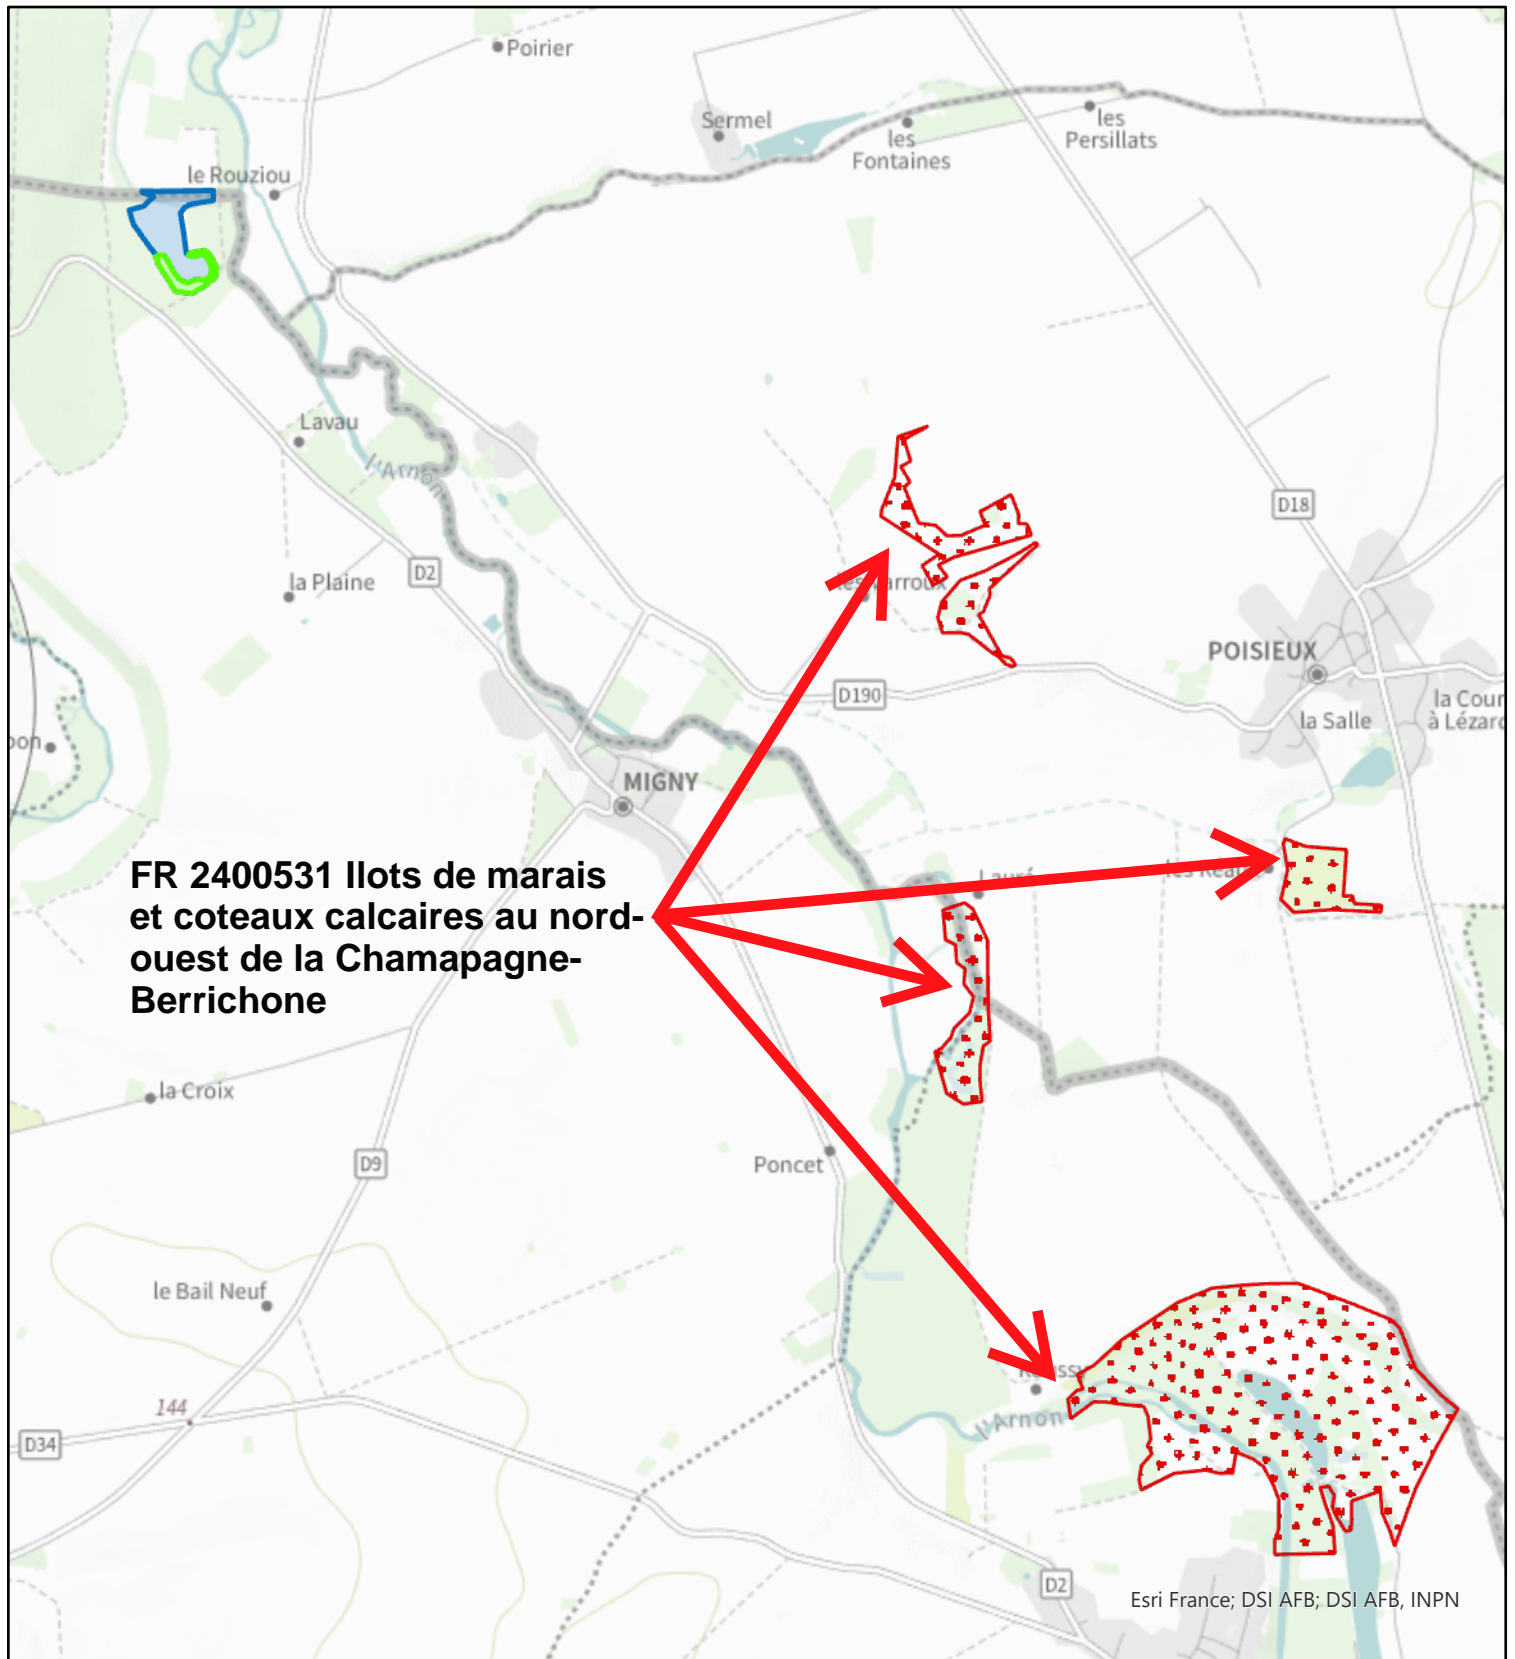 Poirier
Sermel
les
Fontaines
les
Persillats
le Rouziou
Lavau
l'Arnon
la Plaine
D2
D18
POISIEUX
D190
la Cour
à Lézard
la Salle
MIGNY
FR 2400531 Ilots de marais
et coteaux calcaires au nord-
ouest de la Chamapagne-
Berrichone
la Croix
D9
Poncet
le Bail Neuf
144
D34
l'Arnon
D2
Esri France; DSI AFB; DSI AFB, INPN